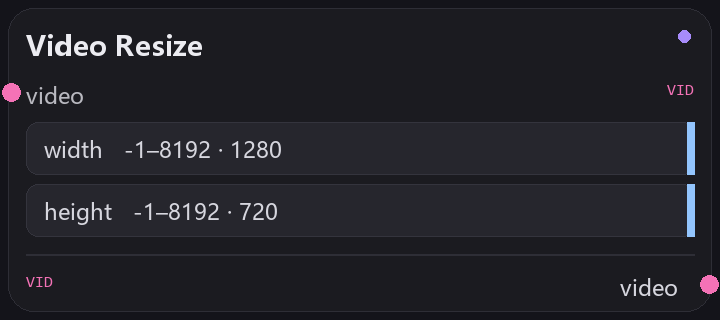 Video Resize
video VID
width -1–8192 · 1280
height -1–8192 · 720
VID video